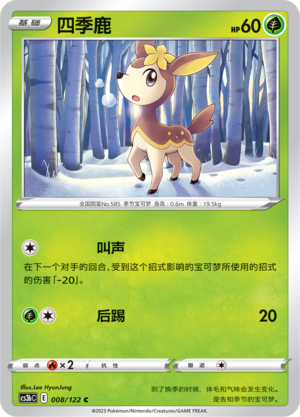 基础 四季鹿 HP60
全国图鉴No.585 季节宝可梦 身高：0.6m 体重：19.5kg
叫声
在下一个对手的回合，受到这个招式影响的宝可梦所使用的招式
的伤害「-20」。
后踢 20
弱点 ×2 抵抗力 撤退
Illus.Lee HyunJung
cs3bC E 008/122 C
到了换季的时候，体毛和气味会发生变化。
是告知季节的宝可梦。
©2023 Pokémon/Nintendo/Creatures/GAME FREAK.